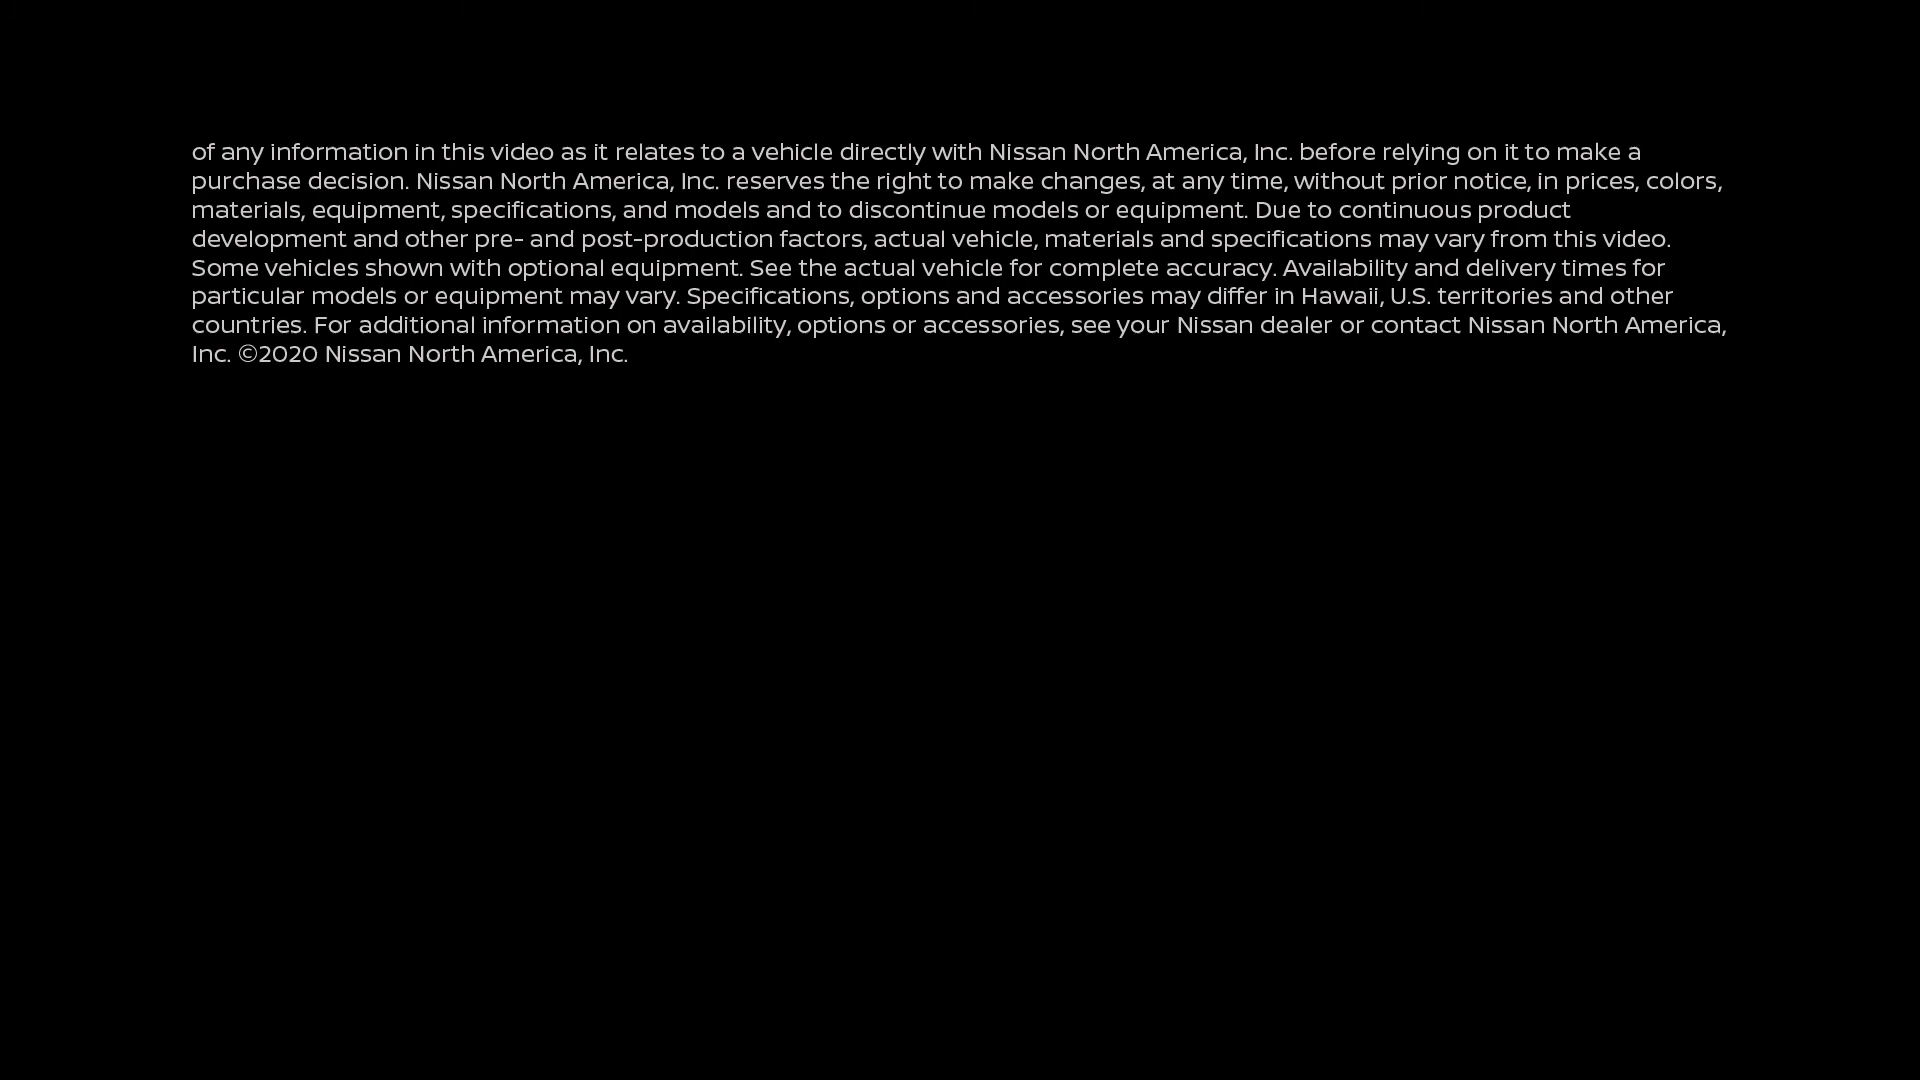 of any information in this video as it relates to a vehicle directly with Nissan North America, Inc. before relying on it to make a
purchase decision. Nissan North America, Inc. reserves the right to make changes, at any time, without prior notice, in prices, colors,
materials, equipment, specifications, and models and to discontinue models or equipment. Due to continuous product
development and other pre- and post-production factors, actual vehicle, materials and specifications may vary from this video.
Some vehicles shown with optional equipment. See the actual vehicle for complete accuracy. Availability and delivery times for
particular models or equipment may vary. Specifications, options and accessories may differ in Hawaii, U.S. territories and other
countries. For additional information on availability, options or accessories, see your Nissan dealer or contact Nissan North America,
Inc. ©2020 Nissan North America, Inc.